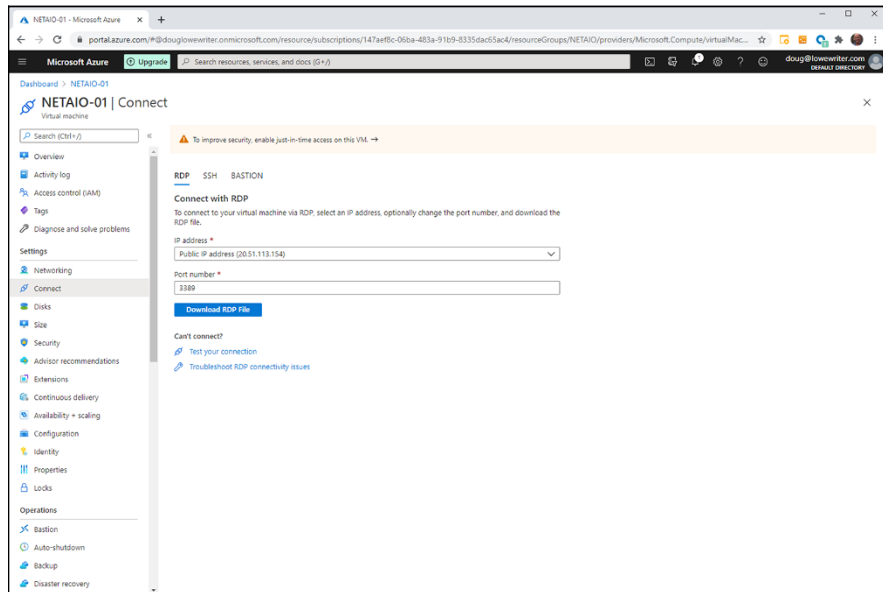 NETAIO-01 - Microsoft Azure
portal.azure.com/#@douglowewriter.onmicrosoft.com/resource/subscriptions/147aef8c-06ba-483a-91b9-8335dac65ac4/resourceGroups/NETAIO/providers/Microsoft.Compute/virtualMac...
Microsoft Azure
Upgrade
Search resources, services, and docs (G+/)
doug@lowewriter.com
DEFAULT DIRECTORY
Dashboard > NETAIO-01
NETAIO-01 | Connect
Virtual machine
Search (Ctrl+/)
Overview
Activity log
Access control (IAM)
Tags
Diagnose and solve problems
Settings
Networking
Connect
Disks
Size
Security
Advisor recommendations
Extensions
Continuous delivery
Availability + scaling
Configuration
Identity
Properties
Locks
Operations
Bastion
Auto-shutdown
Backup
Disaster recovery
To improve security, enable just-in-time access on this VM. →
RDP SSH BASTION
Connect with RDP
To connect to your virtual machine via RDP, select an IP address, optionally change the port number, and download the
RDP file.
IP address *
Public IP address (20.51.113.154)
Port number *
3389
Download RDP File
Can't connect?
Test your connection
Troubleshoot RDP connectivity issues